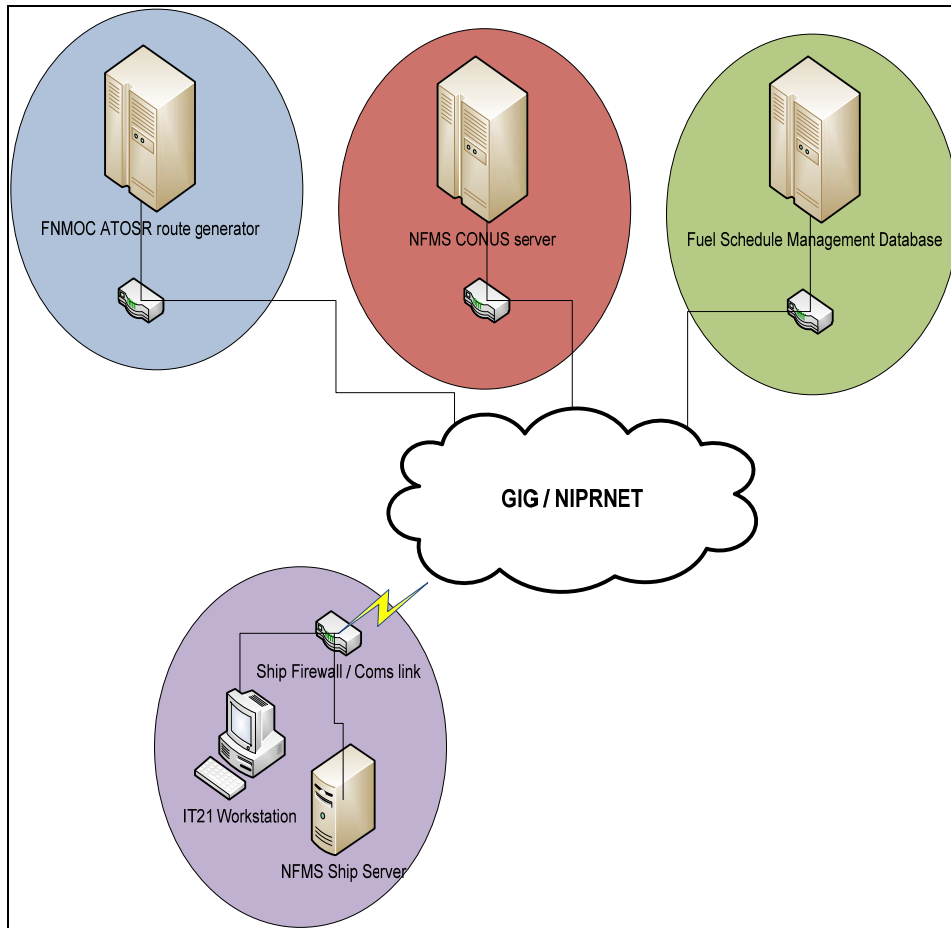 FNMOC ATOSR route generator
NFMS CONUS server
Fuel Schedule Management Database
GIG / NIPRNET
Ship Firewall / Coms link
IT21 Workstation
NFMS Ship Server